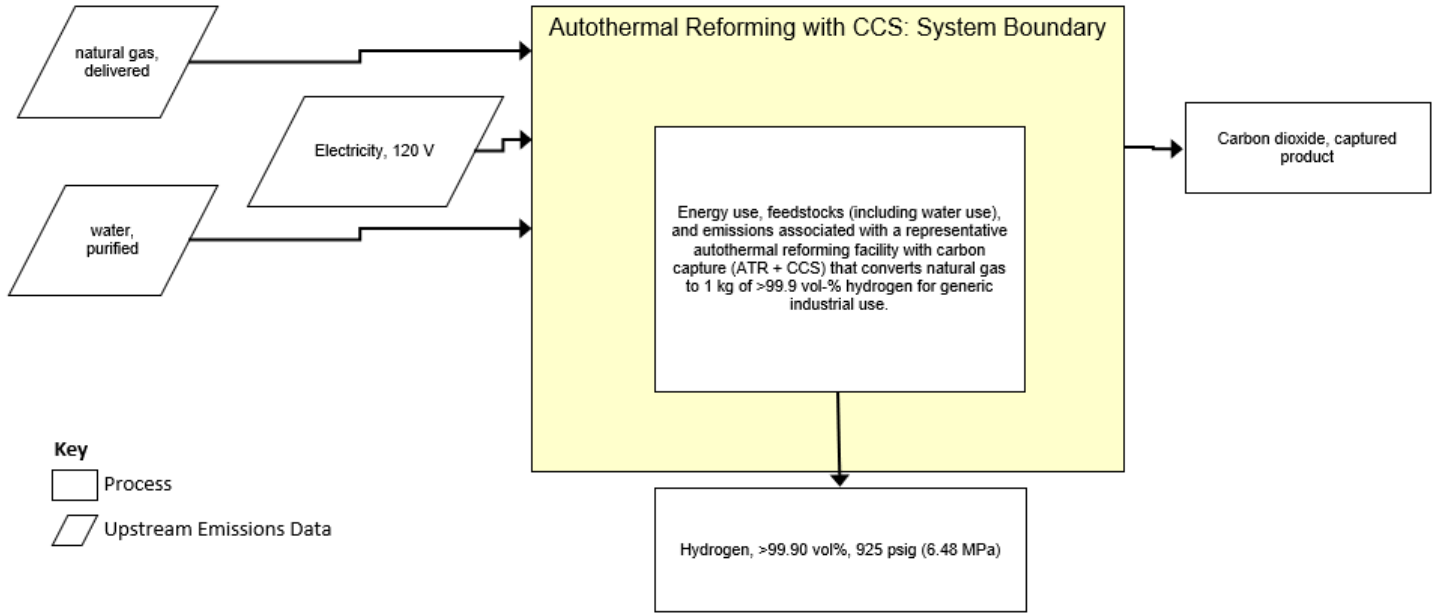 Autothermal Reforming with CCS: System Boundary
natural gas,
delivered
Electricity, 120 V
water,
purified
Energy use, feedstocks (including water use),
and emissions associated with a representative
autothermal reforming facility with carbon
capture (ATR + CCS) that converts natural gas
to 1 kg of >99.9 vol-% hydrogen for generic
industrial use.
Carbon dioxide, captured
product
Hydrogen, >99.90 vol%, 925 psig (6.48 MPa)
Key
Process
Upstream Emissions Data